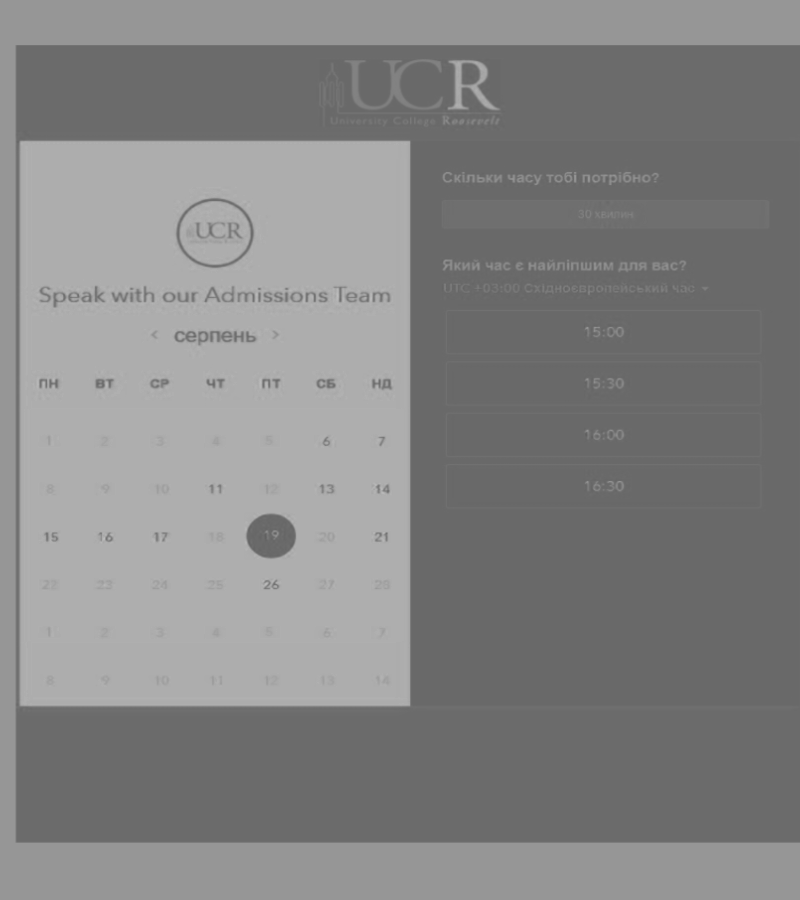 UCR
University College Roosevelt
UCR
Speak with our Admissions Team
< серпень >
ПН ВТ СР ЧТ ПТ СБ НД
1 2 3 4 5 6 7
8 9 10 11 12 13 14
15 16 17 18 19 20 21
22 23 24 25 26 27 28
1 2 3 4 5 6 7
8 9 10 11 12 13 14
Скільки часу тобі потрібно?
30 хвилин
Який час є найліпшим для вас?
UTC +03:00 Східноєвропейський час
15:00
15:30
16:00
16:30